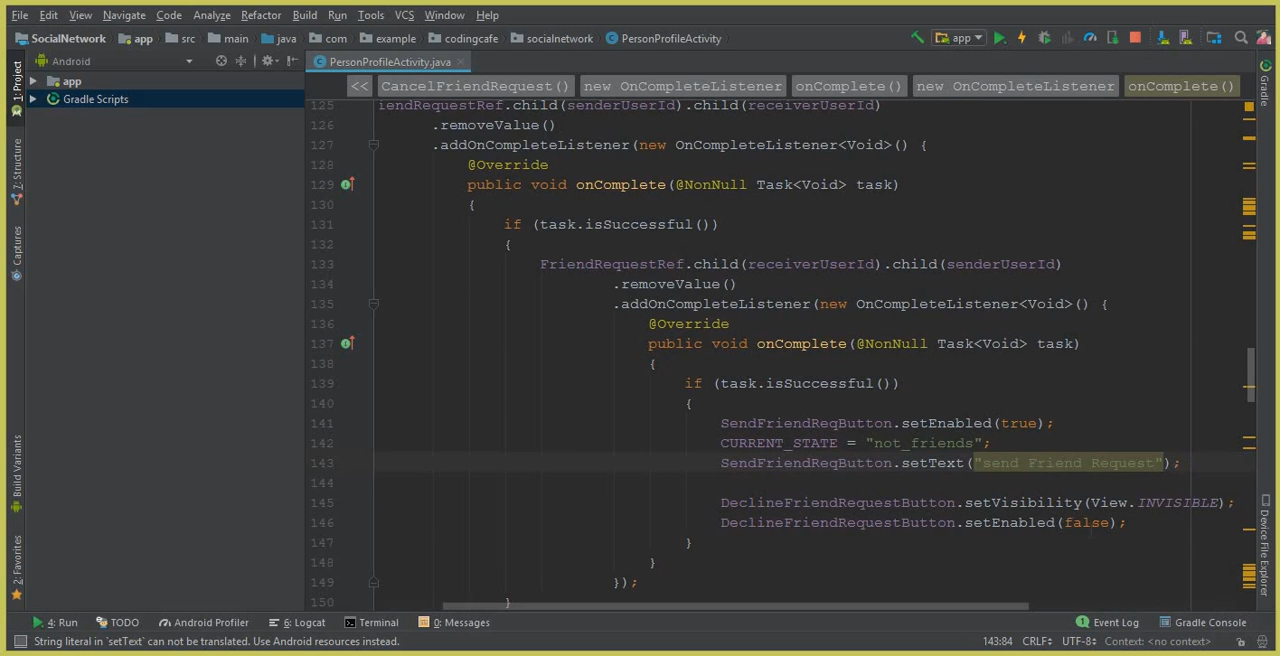 File Edit View Navigate Code Analyze Refactor Build Run Tools VCS Window Help
SocialNetwork app src main java com example codingcafe socialnetwork PersonProfileActivity app
Android
PersonProfileActivity.java
<< CancelFriendRequest() new OnCompleteListener onComplete() new OnCompleteListener onComplete()
app
Gradle Scripts
1: Project
7: Structure
Captures
Build Variants
2: Favorites
Gradle
Device File Explorer
125 iendRequestRef.child(senderUserId).child(receiverUserId)
126 .removeValue()
127 .addOnCompleteListener(new OnCompleteListener<Void>() {
128 @Override
129 public void onComplete(@NonNull Task<Void> task)
130 {
131 if (task.isSuccessful())
132 {
133 FriendRequestRef.child(receiverUserId).child(senderUserId)
134 .removeValue()
135 .addOnCompleteListener(new OnCompleteListener<Void>() {
136 @Override
137 public void onComplete(@NonNull Task<Void> task)
138 {
139 if (task.isSuccessful())
140 {
141 SendFriendReqButton.setEnabled(true);
142 CURRENT_STATE = "not_friends";
143 SendFriendReqButton.setText("send Friend Request");
144
145 DeclineFriendRequestButton.setVisibility(View.INVISIBLE);
146 DeclineFriendRequestButton.setEnabled(false);
147 }
148 }
149 });
150 }
4: Run TODO Android Profiler 6: Logcat Terminal 0: Messages Event Log Gradle Console
String literal in `setText` can not be translated. Use Android resources instead. 143:84 CRLF UTF-8 Context: <no context>